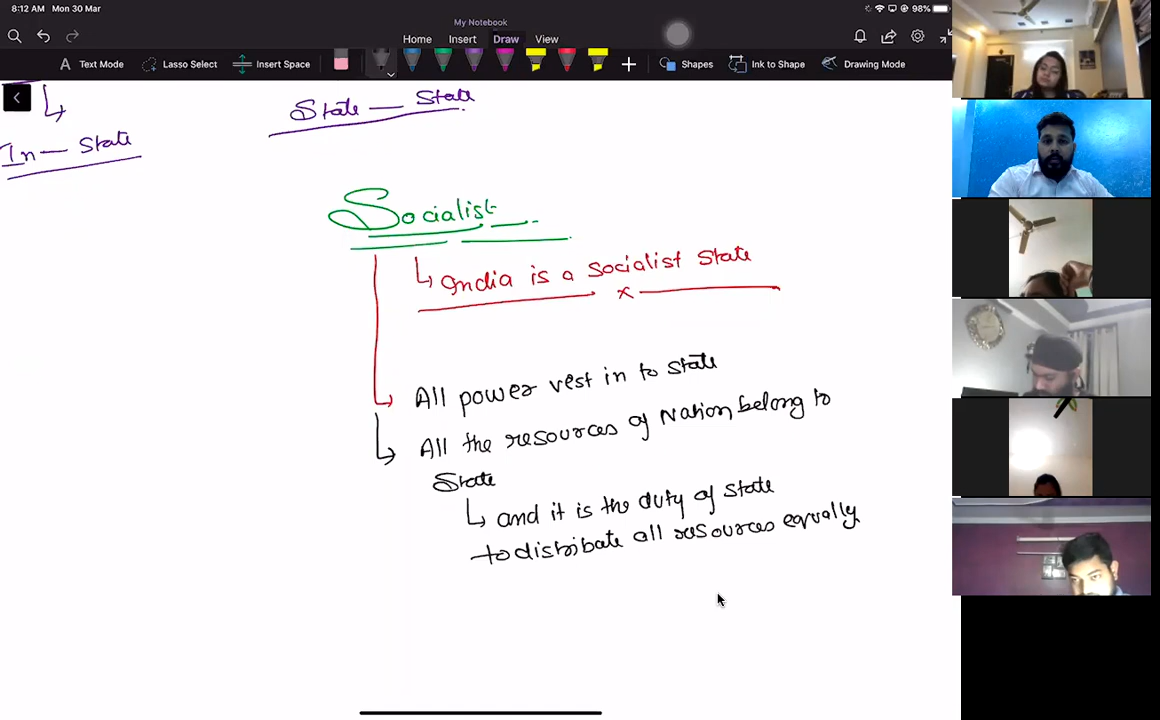 8:12 AM Mon 30 Mar
98%
My Notebook
Home Insert Draw View
Text Mode Lasso Select Insert Space Shapes Ink to Shape Drawing Mode
State — State
In — State
Socialist
India is a Socialist State
x
All power vest in to State
All the resources of Nation belong to
State
and it is the duty of State
to distribate all resources equally